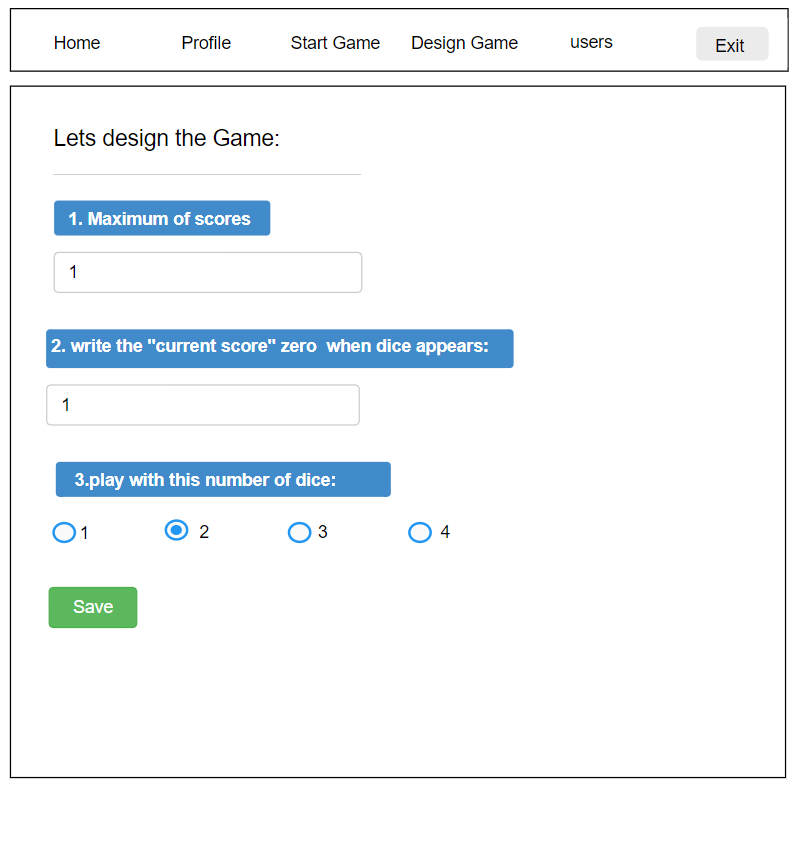 Home Profile Start Game Design Game users Exit
Lets design the Game:
1. Maximum of scores
1
2. write the "current score" zero  when dice appears:
1
3.play with this number of dice:
1 2 3 4
Save